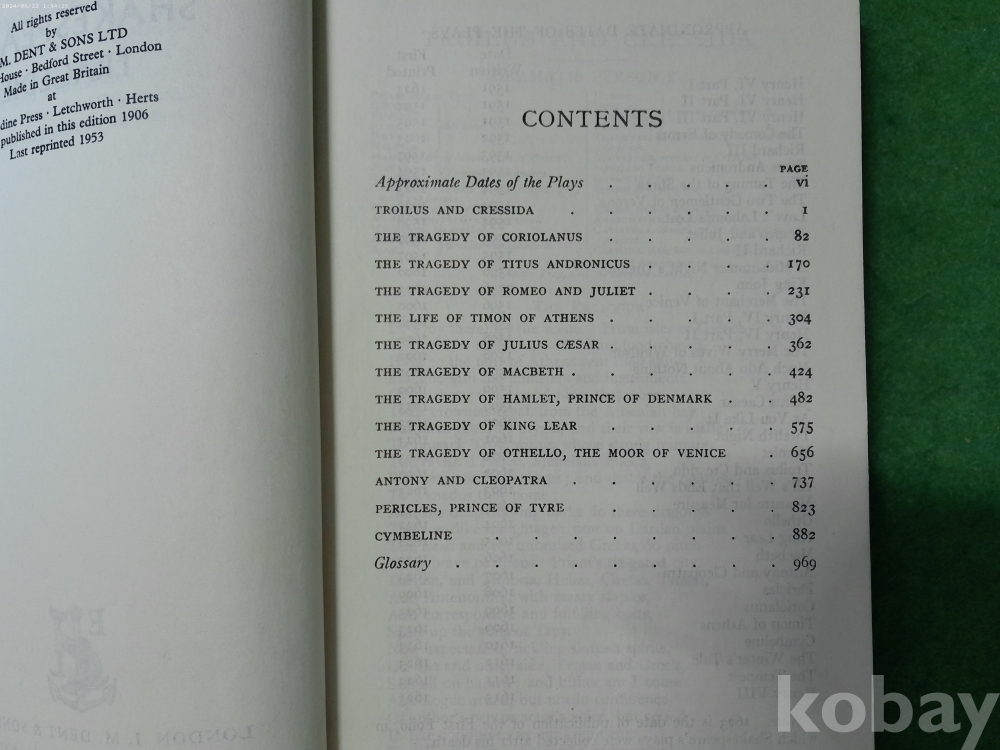 All rights reserved
by
M. DENT & SONS LTD
House · Bedford Street · London
Made in Great Britain
at
dine Press · Letchworth · Herts
published in this edition 1906
Last reprinted 1953
CONTENTS
PAGE
Approximate Dates of the Plays . . . . . vi
TROILUS AND CRESSIDA . . . . . . 1
THE TRAGEDY OF CORIOLANUS . . . . . 82
THE TRAGEDY OF TITUS ANDRONICUS . . . . 170
THE TRAGEDY OF ROMEO AND JULIET . . . . 231
THE LIFE OF TIMON OF ATHENS . . . . . 304
THE TRAGEDY OF JULIUS CÆSAR . . . . . 362
THE TRAGEDY OF MACBETH . . . . . . 424
THE TRAGEDY OF HAMLET, PRINCE OF DENMARK . . 482
THE TRAGEDY OF KING LEAR . . . . . 575
THE TRAGEDY OF OTHELLO, THE MOOR OF VENICE . 656
ANTONY AND CLEOPATRA . . . . . . 737
PERICLES, PRINCE OF TYRE . . . . . 823
CYMBELINE . . . . . . . 882
Glossary . . . . . . . . 969
kobay